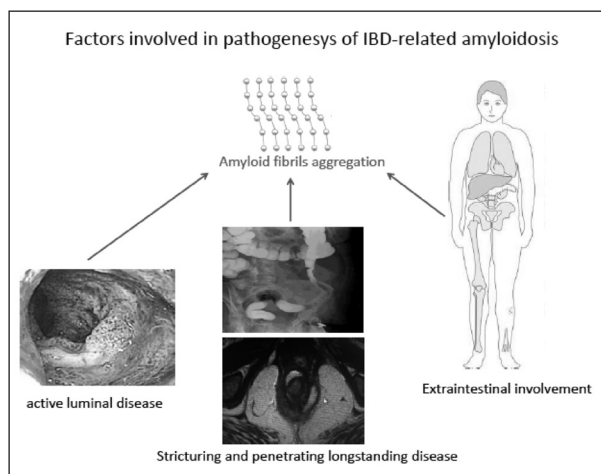 Factors involved in pathogenesys of IBD-related amyloidosis
Amyloid fibrils aggregation
active luminal disease
Extraintestinal involvement
Stricturing and penetrating longstanding disease